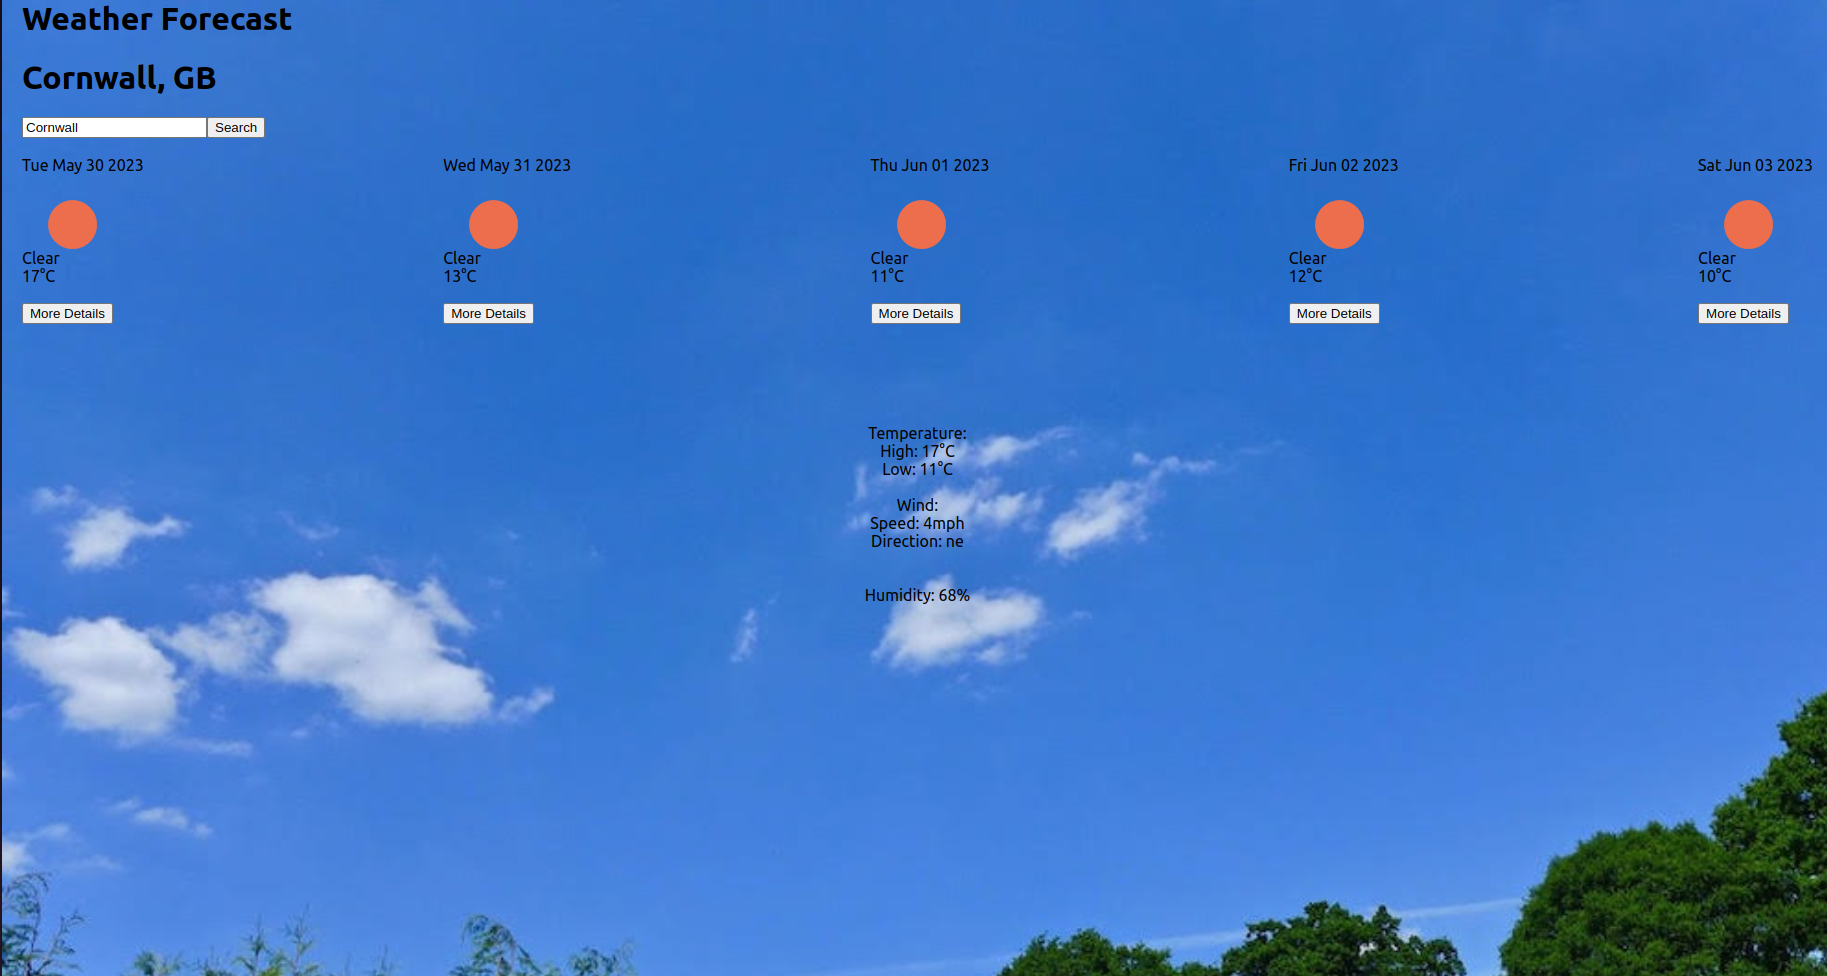 Weather Forecast
Cornwall, GB
Cornwall Search
Tue May 30 2023
Clear
17°C
More Details
Wed May 31 2023
Clear
13°C
More Details
Thu Jun 01 2023
Clear
11°C
More Details
Fri Jun 02 2023
Clear
12°C
More Details
Sat Jun 03 2023
Clear
10°C
More Details
Temperature:
High: 17°C
Low: 11°C
Wind:
Speed: 4mph
Direction: ne
Humidity: 68%